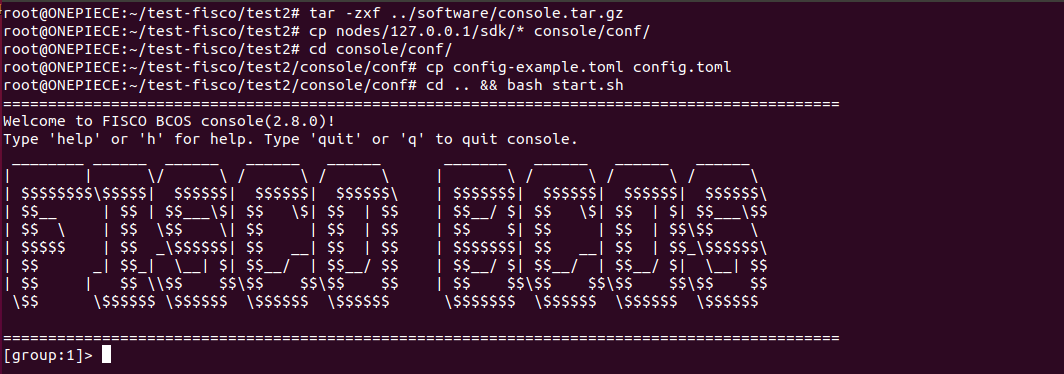 root@ONEPIECE:~/test-fisco/test2# tar -zxf ../software/console.tar.gz
root@ONEPIECE:~/test-fisco/test2# cp nodes/127.0.0.1/sdk/* console/conf/
root@ONEPIECE:~/test-fisco/test2# cd console/conf/
root@ONEPIECE:~/test-fisco/test2/console/conf# cp config-example.toml config.toml
root@ONEPIECE:~/test-fisco/test2/console/conf# cd .. && bash start.sh
=============================================================================================
Welcome to FISCO BCOS console(2.8.0)!
Type 'help' or 'h' for help. Type 'quit' or 'q' to quit console.
 ________ ______  ______   ______   ______       _______   ______   ______   ______
|        |      \/      \ /      \ /      \     |       \ /      \ /      \ /      \
| $$$$$$$$\$$$$$|  $$$$$$|  $$$$$$|  $$$$$$\    | $$$$$$$|  $$$$$$|  $$$$$$|  $$$$$$\
| $$__     | $$ | $$___\$| $$   \$| $$  | $$    | $$__/ $| $$   \$| $$  | $| $$___\$$
| $$  \    | $$  \$$    \| $$     | $$  | $$    | $$    $| $$     | $$  | $$\$$    \
| $$$$$    | $$  _\$$$$$$| $$   __| $$  | $$    | $$$$$$$| $$   __| $$  | $$_\$$$$$$\
| $$      _| $$_|  \__| $| $$__/  | $$__/ $$    | $$__/ $| $$__/  | $$__/ $|  \__| $$
| $$     |   $$ \\$$    $$\$$    $$\$$    $$    | $$    $$\$$    $$\$$    $$\$$    $$
 \$$      \$$$$$$ \$$$$$$  \$$$$$$  \$$$$$$      \$$$$$$$  \$$$$$$  \$$$$$$  \$$$$$$
=============================================================================================
[group:1]>